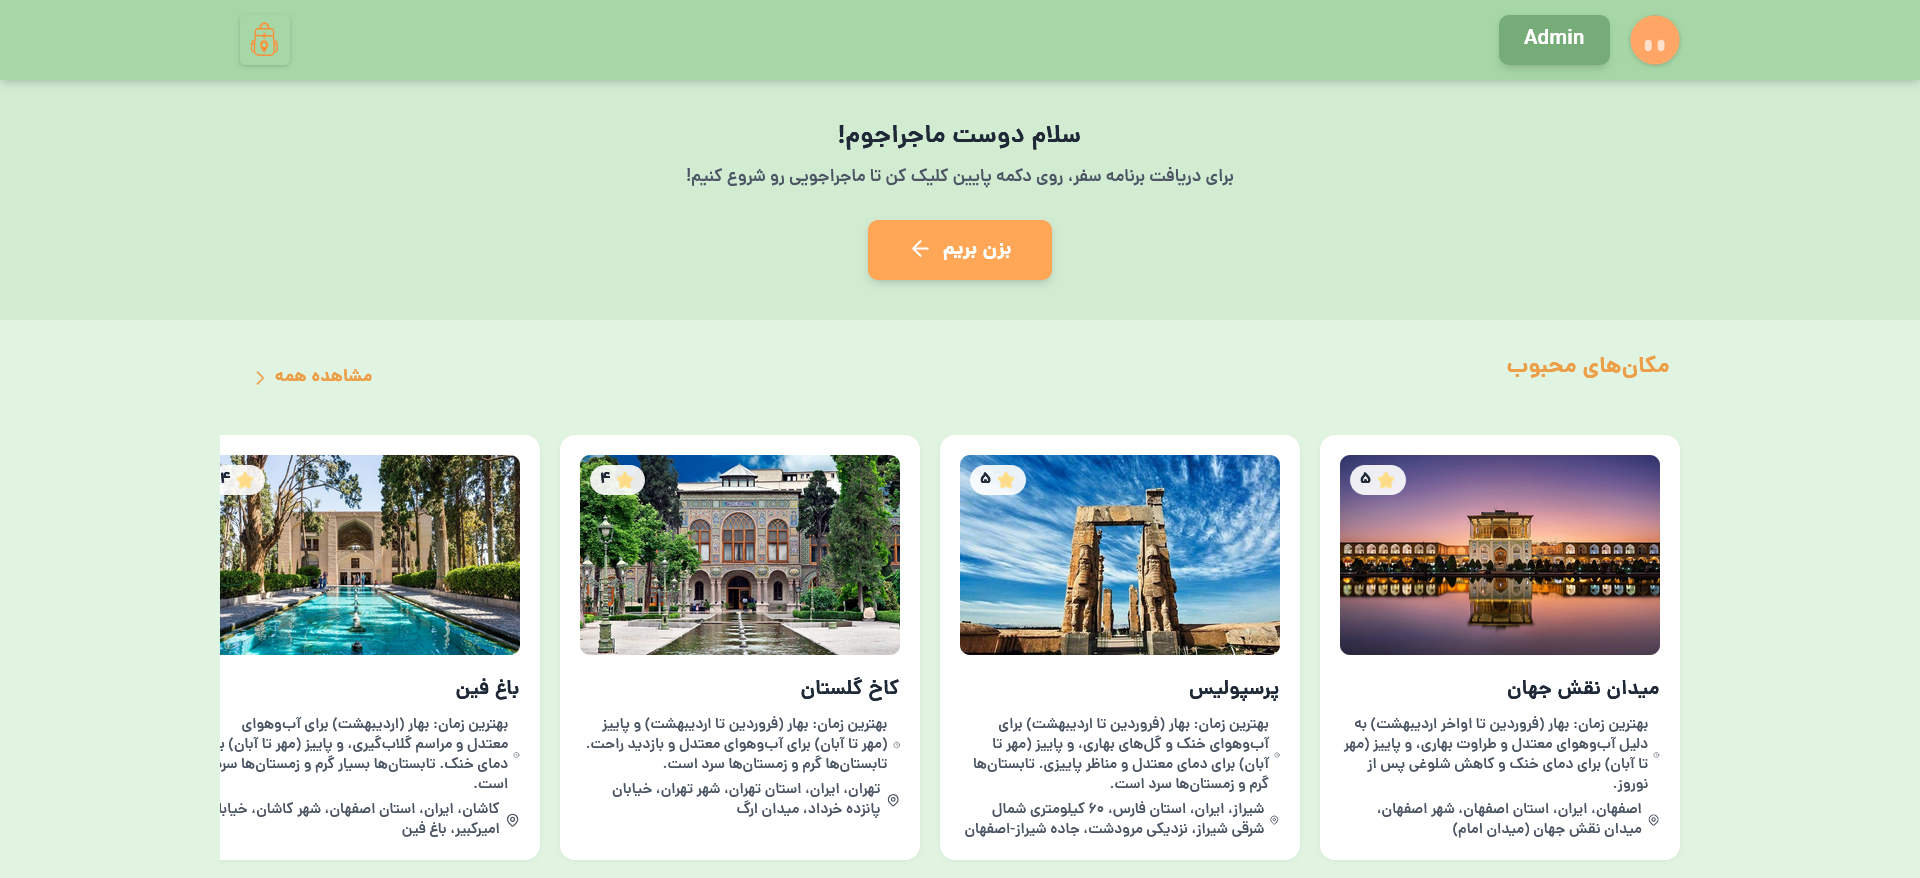 Admin
سلام دوست ماجراجوم!
برای دریافت برنامه سفر، روی دکمه پایین کلیک کن تا ماجراجویی رو شروع کنیم!
بزن بریم
مکان‌های محبوب
مشاهده همه
۵
میدان نقش جهان
بهترین زمان: بهار (فروردین تا اواخر اردیبهشت) به
دلیل آب‌وهوای معتدل و طراوت بهاری، و پاییز (مهر
تا آبان) برای دمای خنک و کاهش شلوغی پس از
نوروز.
اصفهان، ایران، استان اصفهان، شهر اصفهان،
میدان نقش جهان (میدان امام)
۵
پرسپولیس
بهترین زمان: بهار (فروردین تا اردیبهشت) برای
آب‌وهوای خنک و گل‌های بهاری، و پاییز (مهر تا
آبان) برای دمای معتدل و مناظر پاییزی. تابستان‌ها
گرم و زمستان‌ها سرد است.
شیراز، ایران، استان فارس، ۶۰ کیلومتری شمال
شرقی شیراز، نزدیکی مرودشت، جاده شیراز-اصفهان
۴
کاخ گلستان
بهترین زمان: بهار (فروردین تا اردیبهشت) و پاییز
(مهر تا آبان) برای آب‌وهوای معتدل و بازدید راحت.
تابستان‌ها گرم و زمستان‌ها سرد است.
تهران، ایران، استان تهران، شهر تهران، خیابان
پانزده خرداد، میدان ارگ
۴
باغ فین
بهترین زمان: بهار (اردیبهشت) برای آب‌وهوای
معتدل و مراسم گلاب‌گیری، و پاییز (مهر تا آبان)
دمای خنک. تابستان‌ها بسیار گرم و زمستان‌ها
است.
کاشان، ایران، استان اصفهان، شهر کاشان،
امیرکبیر، باغ فین